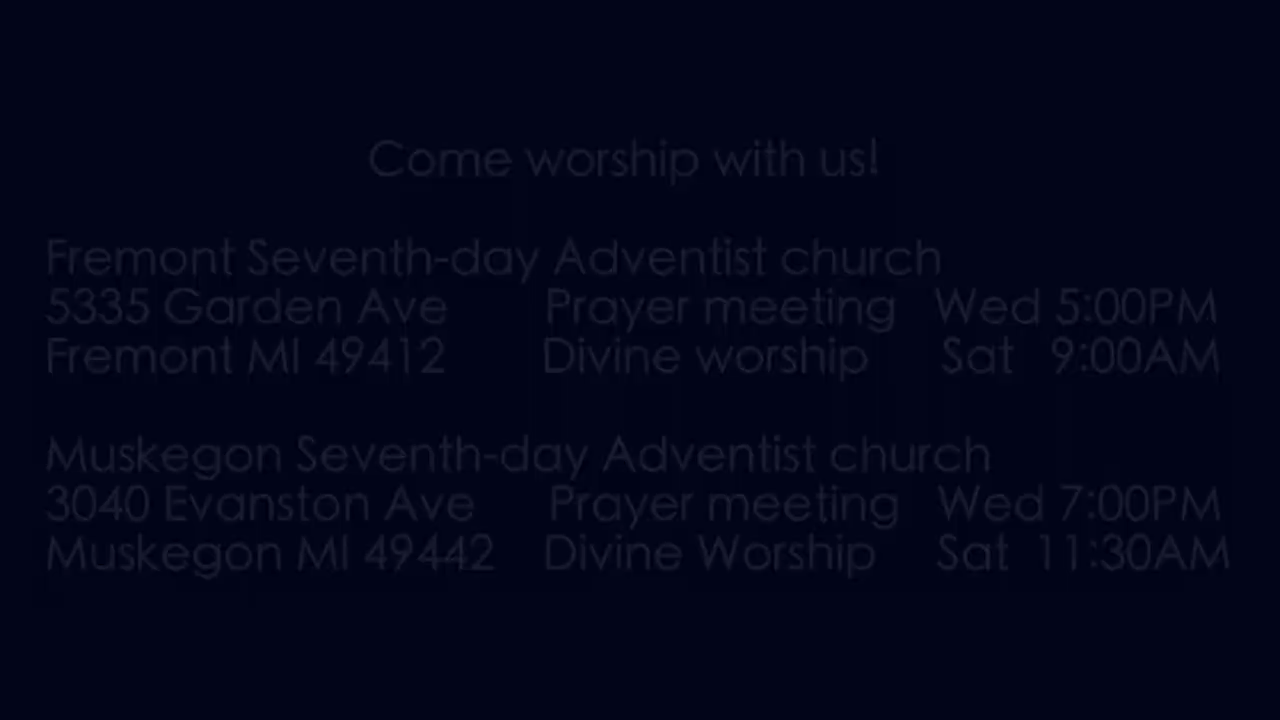 Come worship with us!
Fremont Seventh-day Adventist church
5335 Garden Ave Prayer meeting Wed 5:00PM
Fremont MI 49412 Divine worship Sat 9:00AM
Muskegon Seventh-day Adventist church
3040 Evanston Ave Prayer meeting Wed 7:00PM
Muskegon MI 49442 Divine Worship Sat 11:30AM